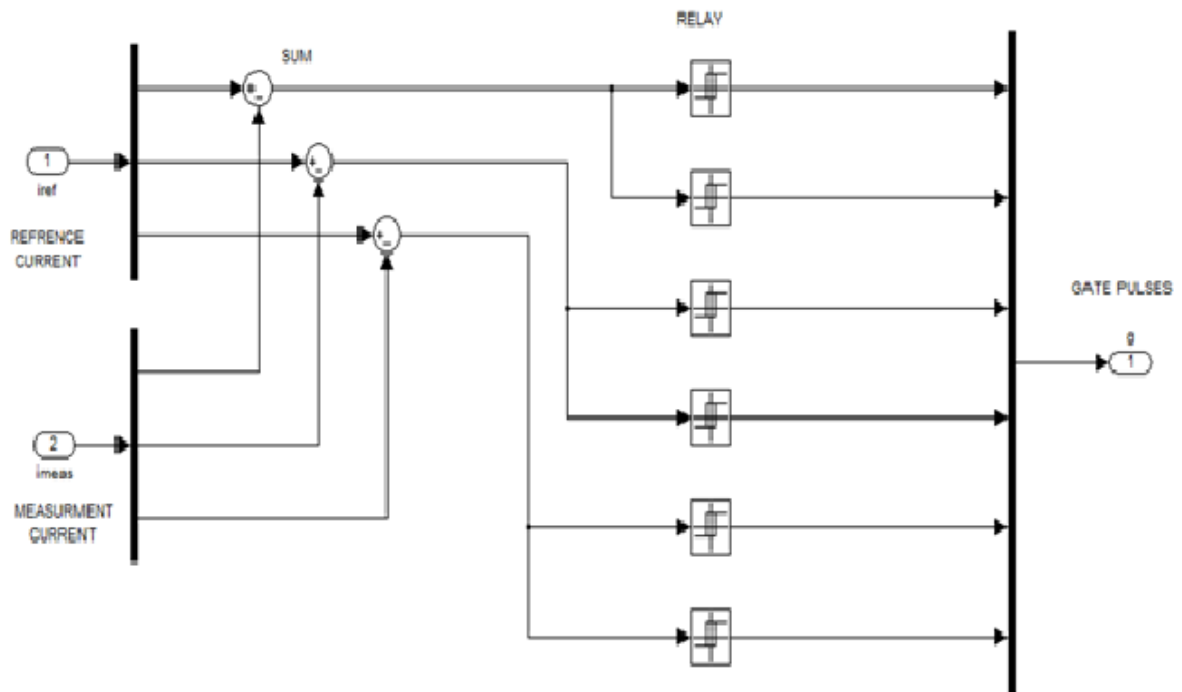 RELAY
SUM
1
iref
REFRENCE
CURRENT
GATE PULSES
g
1
2
imeas
MEASURMENT
CURRENT